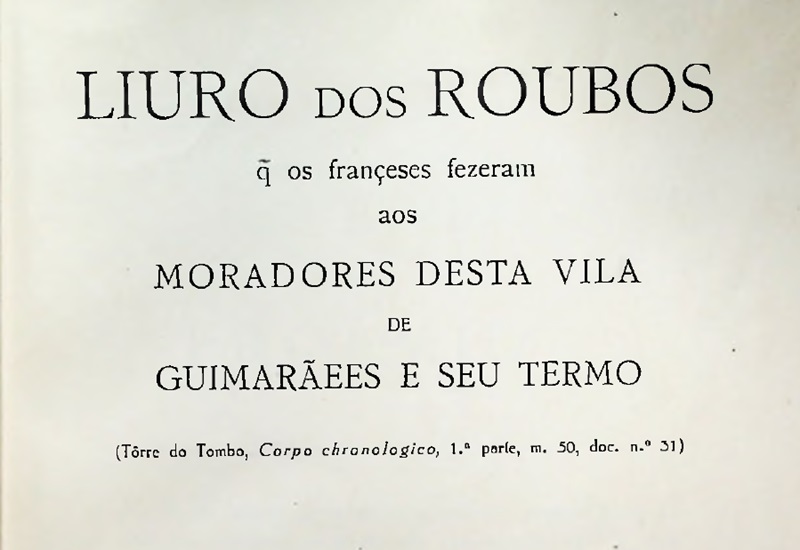 LIURO DOS ROUBOS
q̃ os françeses fezeram
aos
MORADORES DESTA VILA
DE
GUIMARÃEES E SEU TERMO
(Tôrre do Tombo, Corpo chronologico, 1.ª parte, m. 50, doc. n.º 31)